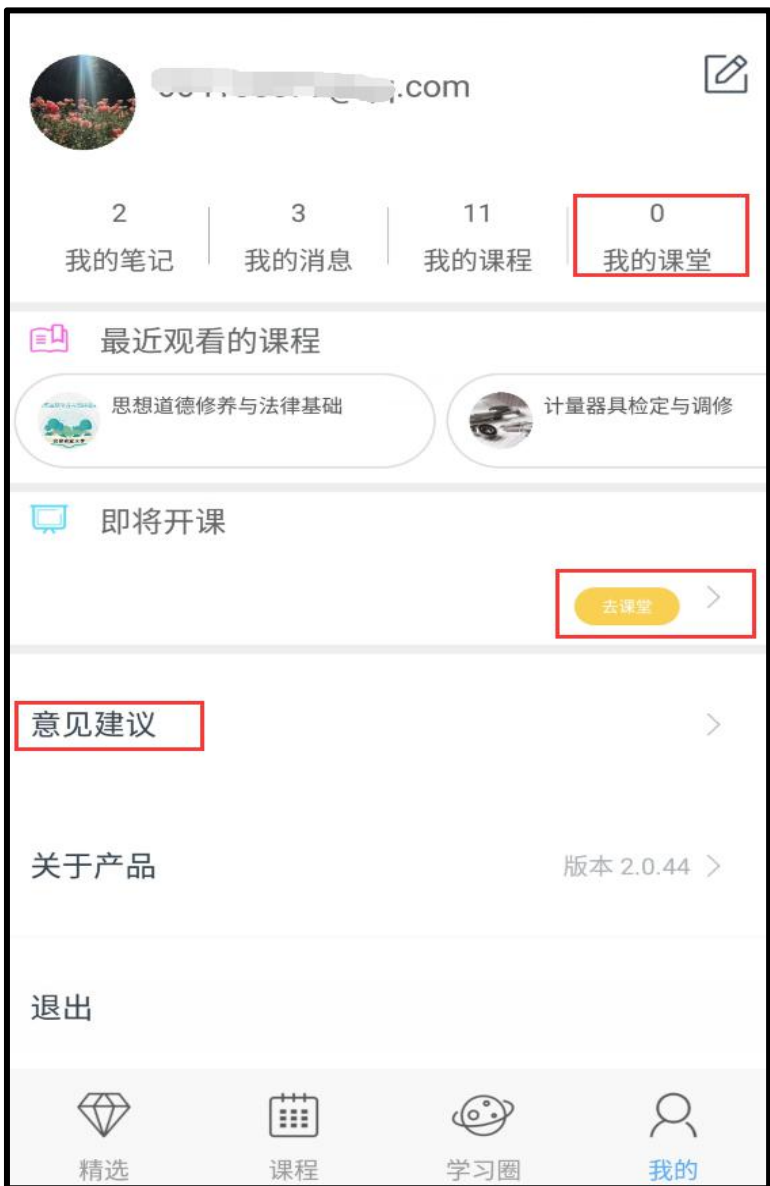 .com
2
3
11
0
我的笔记
我的消息
我的课程
我的课堂
最近观看的课程
思想道德修养与法律基础
计量器具检定与调修
即将开课
去课堂
意见建议
关于产品
版本 2.0.44
退出
精选
课程
学习圈
我的